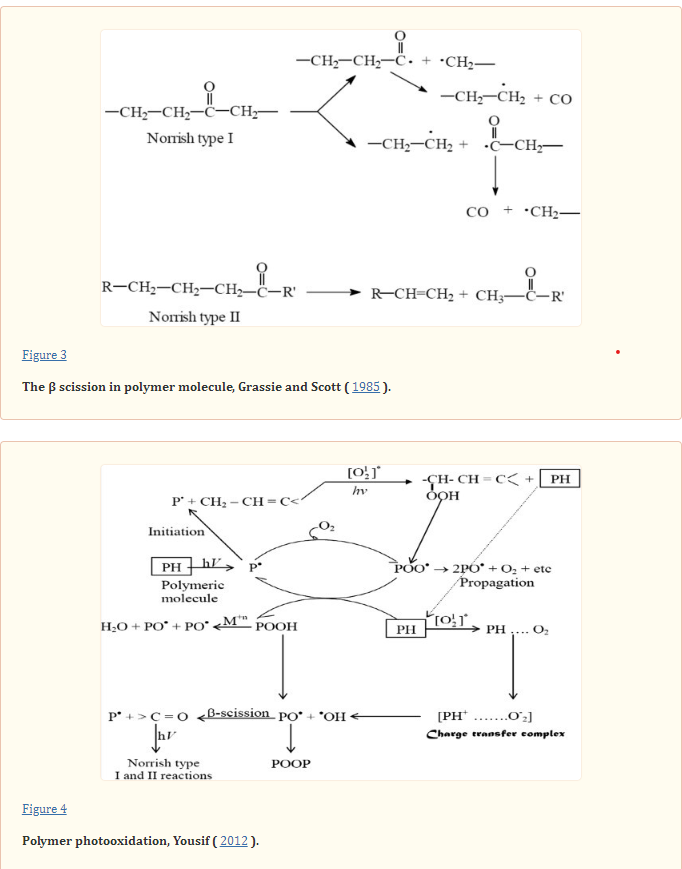 O
—CH₂—CH₂—C• + •CH₂—
—CH₂—ĊH₂ + CO
O
—CH₂—CH₂—C—CH₂—
Norrish type I
O
—CH₂—ĊH₂ + •C—CH₂—
CO + •CH₂—
O
R—CH₂—CH₂—CH₂—C—R'
O
R—CH=CH₂ + CH₃—C—R'
Norrish type II
Figure 3
The β scission in polymer molecule, Grassie and Scott ( 1985 ).
[O₂¹]*
hν
-CH- CH = C< + PH
OOH
P• + CH₂ – CH = C<
Initiation
O₂
PH hV P•
POO• → 2PO• + O₂ + etc
Polymeric
molecule
Propagation
H₂O + PO• + PO• M⁺ⁿ POOH
PH [O₂¹]* PH .... O₂
P• + > C = O β-scission PO• + •OH
[PH⁺ .......O⁻₂]
Charge transfer complex
hV
Norrish type
I and II reactions
POOP
Figure 4
Polymer photooxidation, Yousif ( 2012 ).